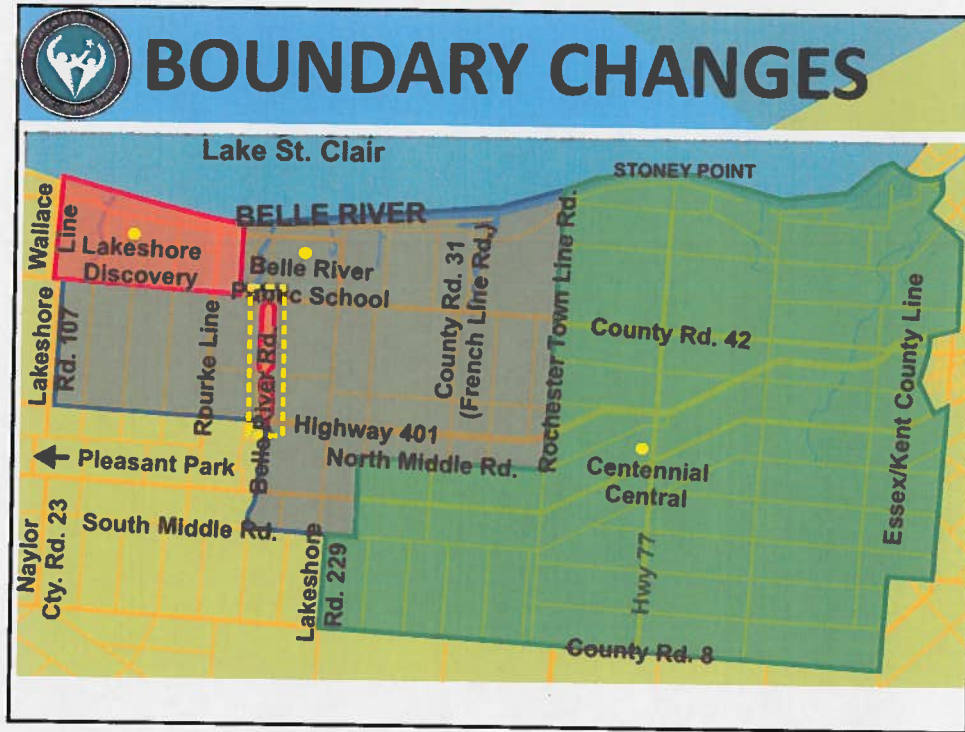 BOUNDARY CHANGES
District School Board
Lake St. Clair
STONEY POINT
BELLE RIVER
Wallace
Line
Lakeshore
Discovery
Belle River
Public School
County Rd. 31
(French Line Rd.)
Rochester Town Line Rd.
County Rd. 42
Essex/Kent County Line
Lakeshore
Rd. 107
Rourke Line
Belle River Rd.
Highway 401
North Middle Rd.
Pleasant Park
Centennial
Central
South Middle Rd.
Naylor
Cty. Rd. 23
Lakeshore
Rd. 229
Hwy 77
County Rd. 8